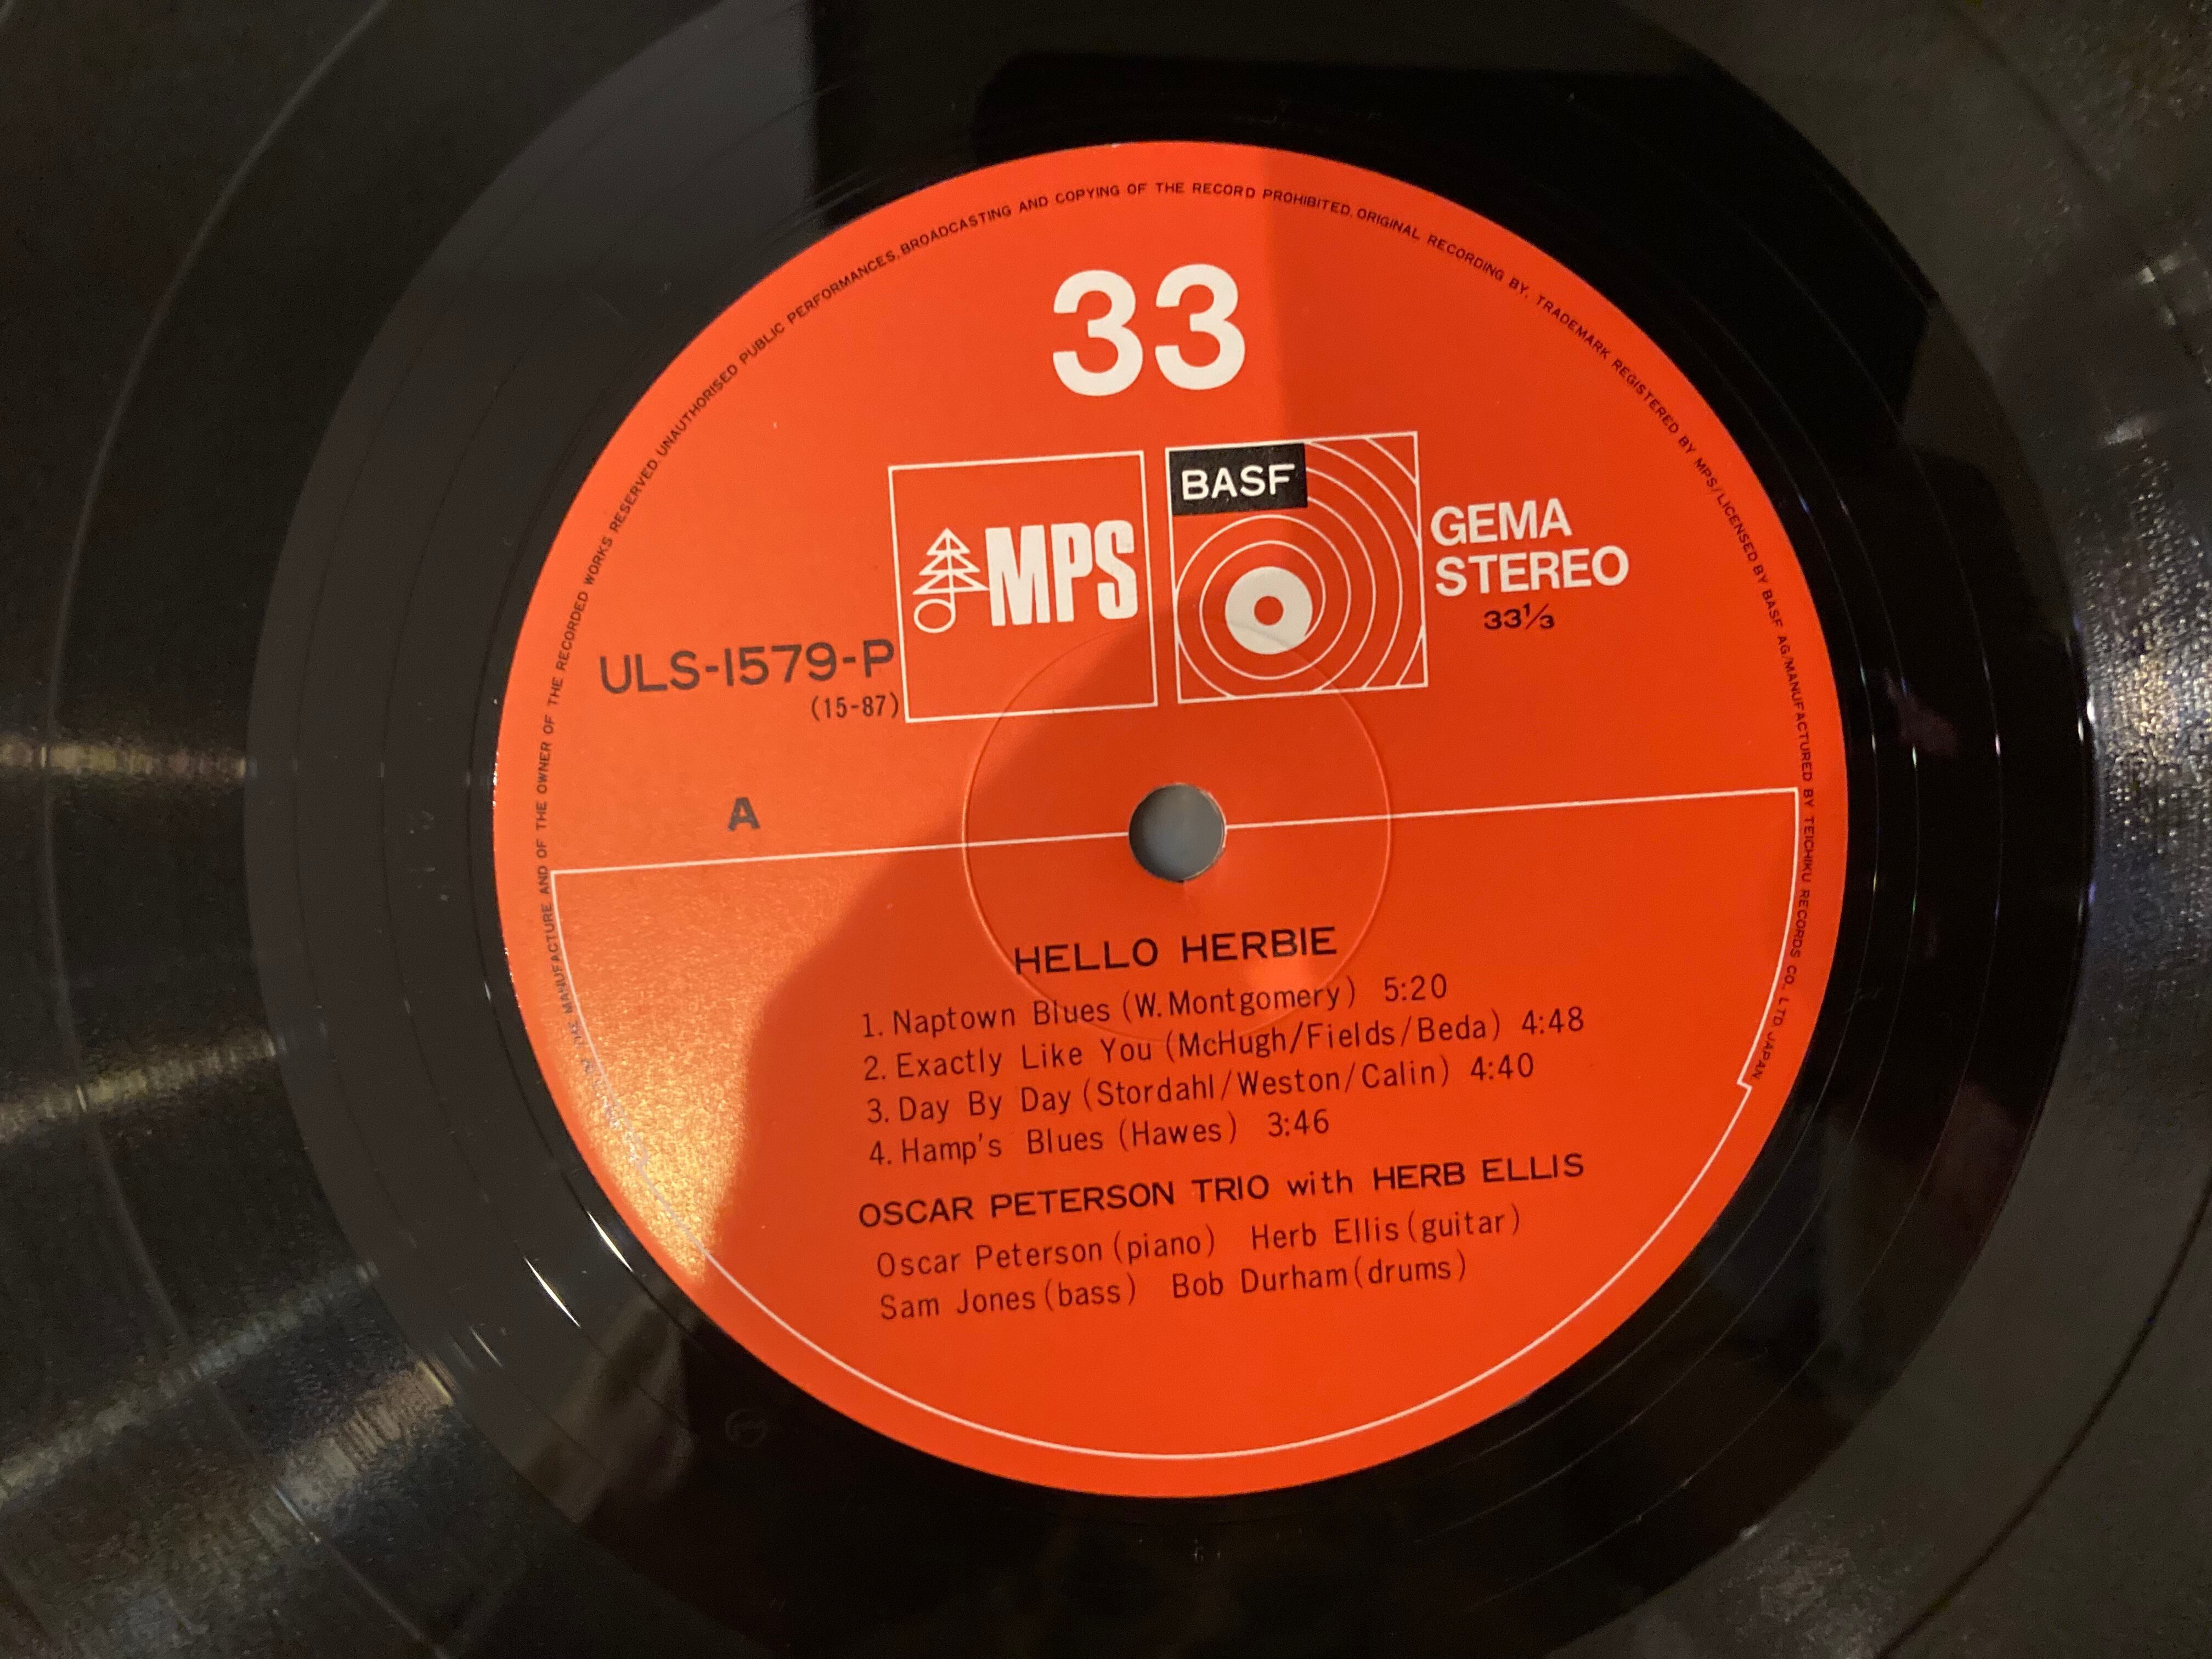 MANUFACTURE AND OF THE OWNER OF THE RECORDED WORKS RESERVED. UNAUTHORISED PUBLIC PERFORMANCES, BROADCASTING AND COPYING OF THE RECORD PROHIBITED. ORIGINAL RECORDING BY, TRADEMARK REGISTERED BY MPS/LICENSED BY BASF AG/MANUFACTURED BY TEICHIKU RECORDS CO., LTD. JAPAN
33
MPS
BASF
GEMA
STEREO
33⅓
ULS-1579-P
(15-87)
A
HELLO HERBIE
1. Naptown Blues (W. Montgomery) 5:20
2. Exactly Like You (McHugh/Fields/Beda) 4:48
3. Day By Day (Stordahl/Weston/Calin) 4:40
4. Hamp's Blues (Hawes) 3:46
OSCAR PETERSON TRIO with HERB ELLIS
Oscar Peterson (piano) Herb Ellis (guitar)
Sam Jones (bass) Bob Durham (drums)